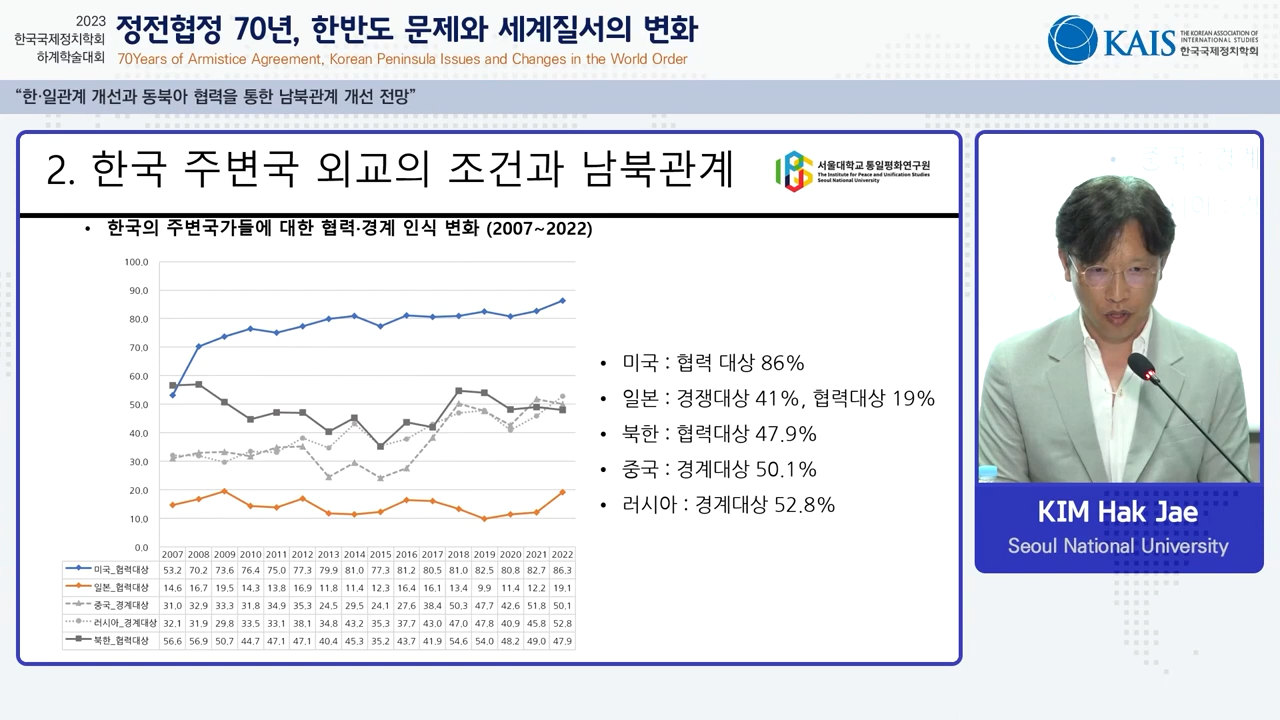 2023
한국국제정치학회
하계학술대회
정전협정 70년, 한반도 문제와 세계질서의 변화
70Years of Armistice Agreement, Korean Peninsula Issues and Changes in the World Order
KAIS
THE KOREAN ASSOCIATION OF
INTERNATIONAL STUDIES
한국국제정치학회
“한·일관계 개선과 동북아 협력을 통한 남북관계 개선 전망”
2. 한국 주변국 외교의 조건과 남북관계
서울대학교 통일평화연구원
The Institute for Peace and Unification Studies
Seoul National University
• 한국의 주변국가들에 대한 협력·경계 인식 변화 (2007~2022)
100.0
90.0
80.0
70.0
60.0
50.0
40.0
30.0
20.0
10.0
0.0
2007 2008 2009 2010 2011 2012 2013 2014 2015 2016 2017 2018 2019 2020 2021 2022
미국_협력대상 53.2 70.2 73.6 76.4 75.0 77.3 79.9 81.0 77.3 81.2 80.5 81.0 82.5 80.8 82.7 86.3
일본_협력대상 14.6 16.7 19.5 14.3 13.8 16.9 11.8 11.4 12.3 16.4 16.1 13.4 9.9 11.4 12.2 19.1
중국_경계대상 31.0 32.9 33.3 31.8 34.9 35.3 24.5 29.5 24.1 27.6 38.4 50.3 47.7 42.6 51.8 50.1
러시아_경계대상 32.1 31.9 29.8 33.5 33.1 38.1 34.8 43.2 35.3 37.7 43.0 47.0 47.8 40.9 45.8 52.8
북한_협력대상 56.6 56.9 50.7 44.7 47.1 47.1 40.4 45.3 35.2 43.7 41.9 54.6 54.0 48.2 49.0 47.9
• 미국 : 협력 대상 86%
• 일본 : 경쟁대상 41%, 협력대상 19%
• 북한 : 협력대상 47.9%
• 중국 : 경계대상 50.1%
• 러시아 : 경계대상 52.8%
KIM Hak Jae
Seoul National University